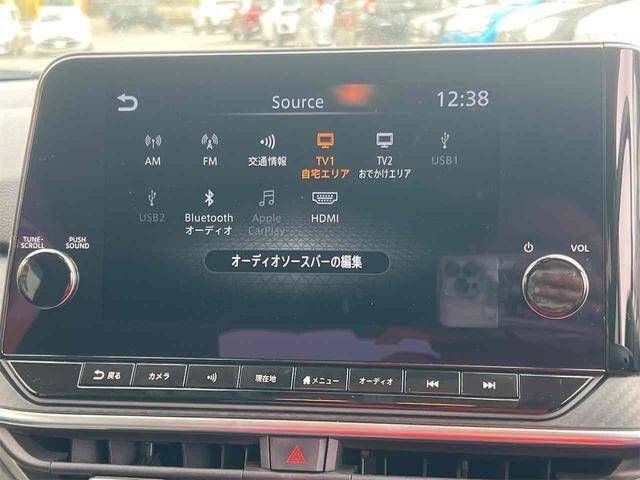 Source
12:38
AM
FM
交通情報
TV1
自宅エリア
TV2
おでかけエリア
USB1
USB2
Bluetooth
オーディオ
Apple
CarPlay
HDMI
オーディオソースバーの編集
TUNE·
SCROLL
PUSH
SOUND
VOL
戻る
カメラ
現在地
メニュー
オーディオ